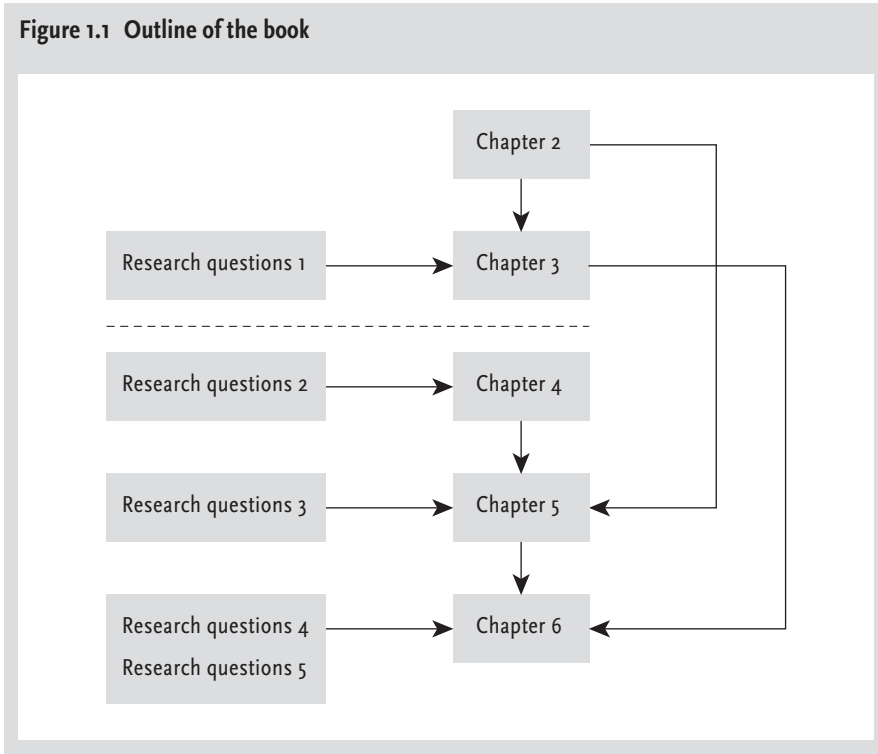 Figure 1.1 Outline of the book
Chapter 2
Research questions 1
Chapter 3
Research questions 2
Chapter 4
Research questions 3
Chapter 5
Research questions 4
Research questions 5
Chapter 6